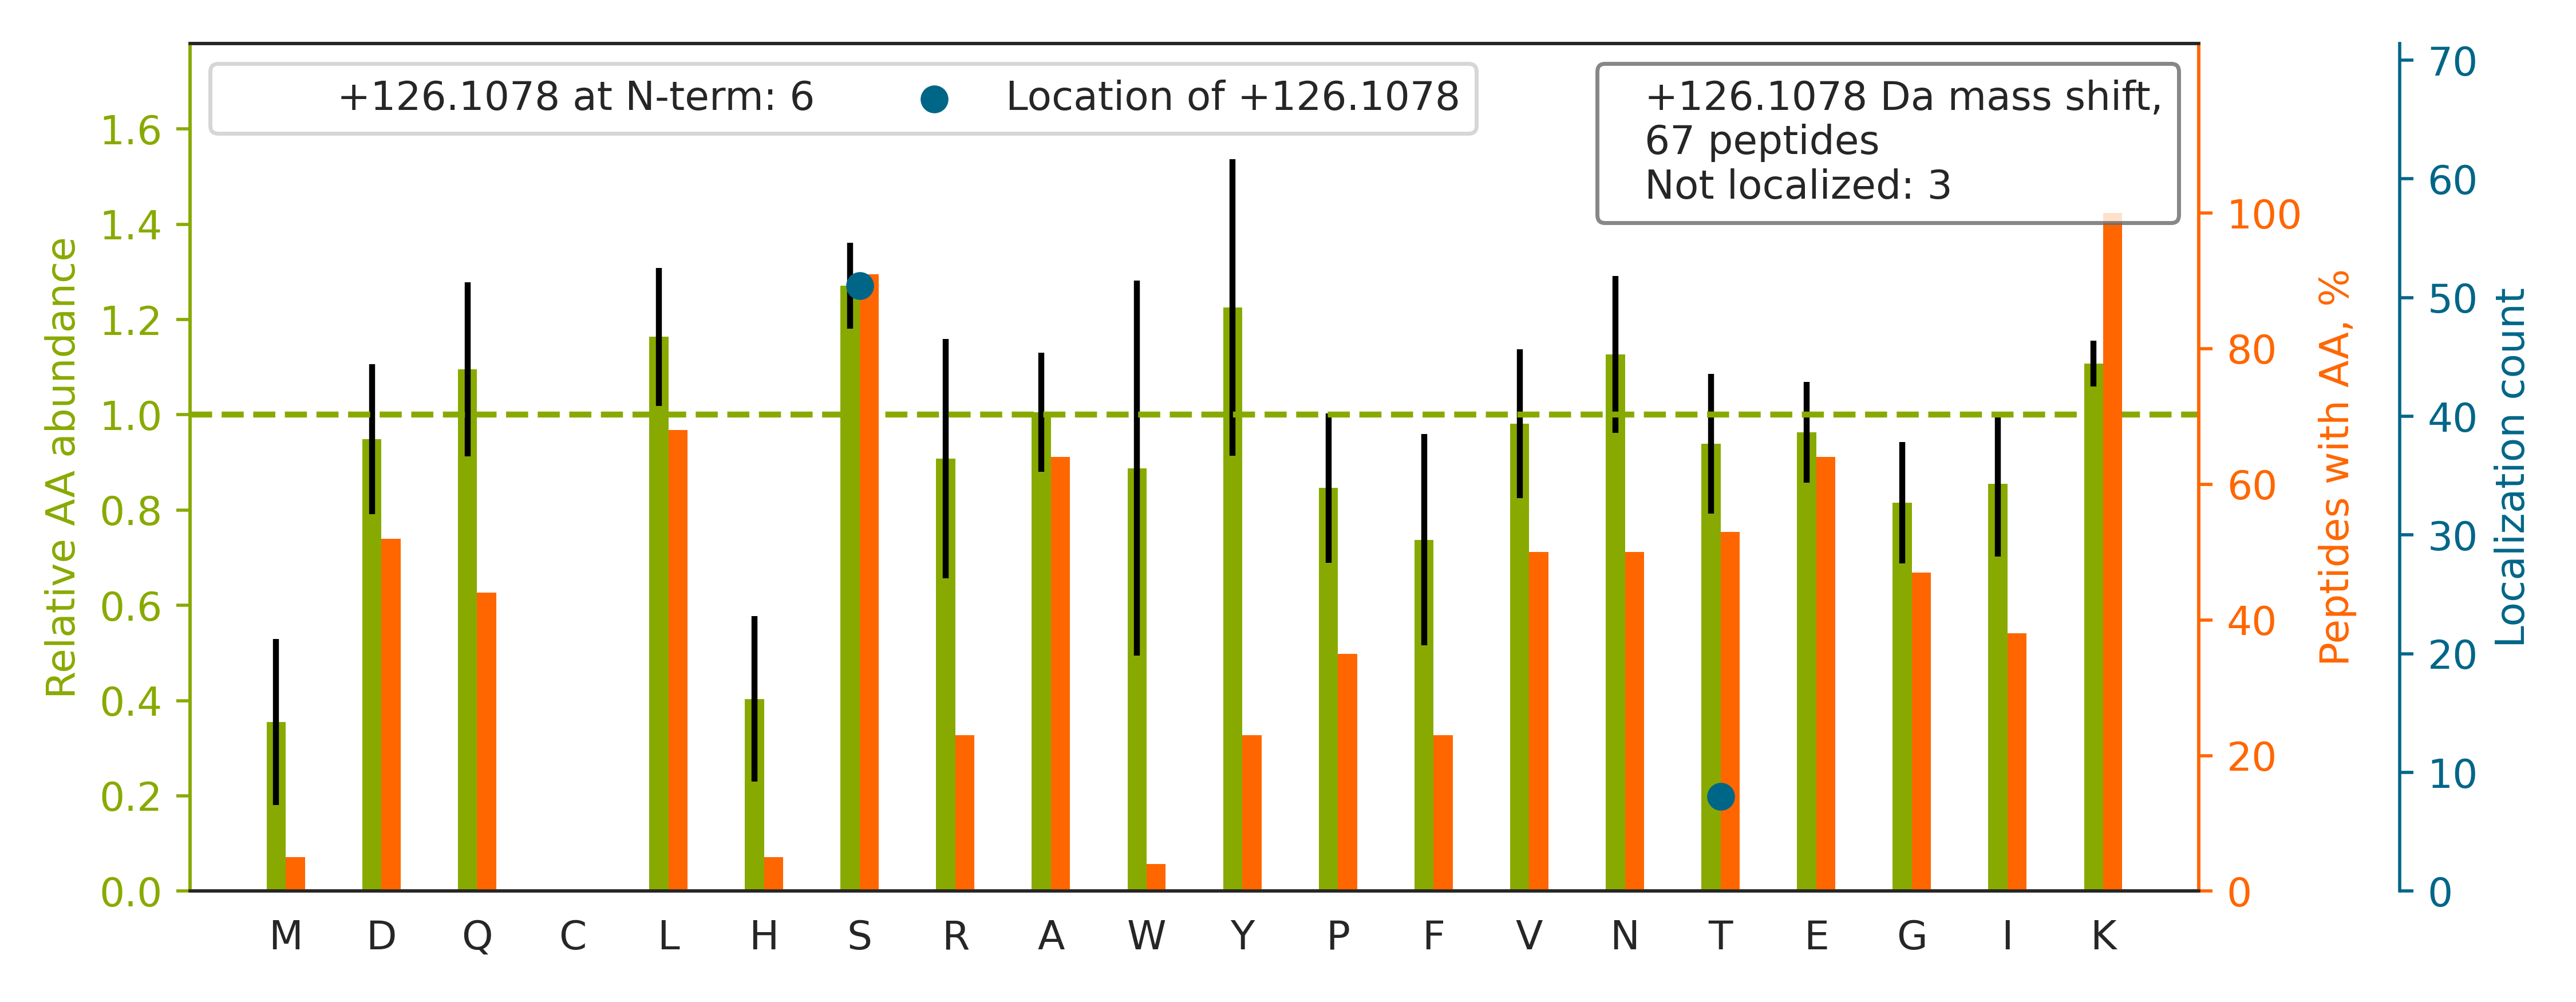 +126.1078 at N-term: 6
Location of +126.1078
+126.1078 Da mass shift,
67 peptides
Not localized: 3
Relative AA abundance
1.6
1.4
1.2
1.0
0.8
0.6
0.4
0.2
0.0
M D Q C L H S R A W Y P F V N T E G I K
100
80
60
40
20
0
Peptides with AA, %
70
60
50
40
30
20
10
0
Localization count